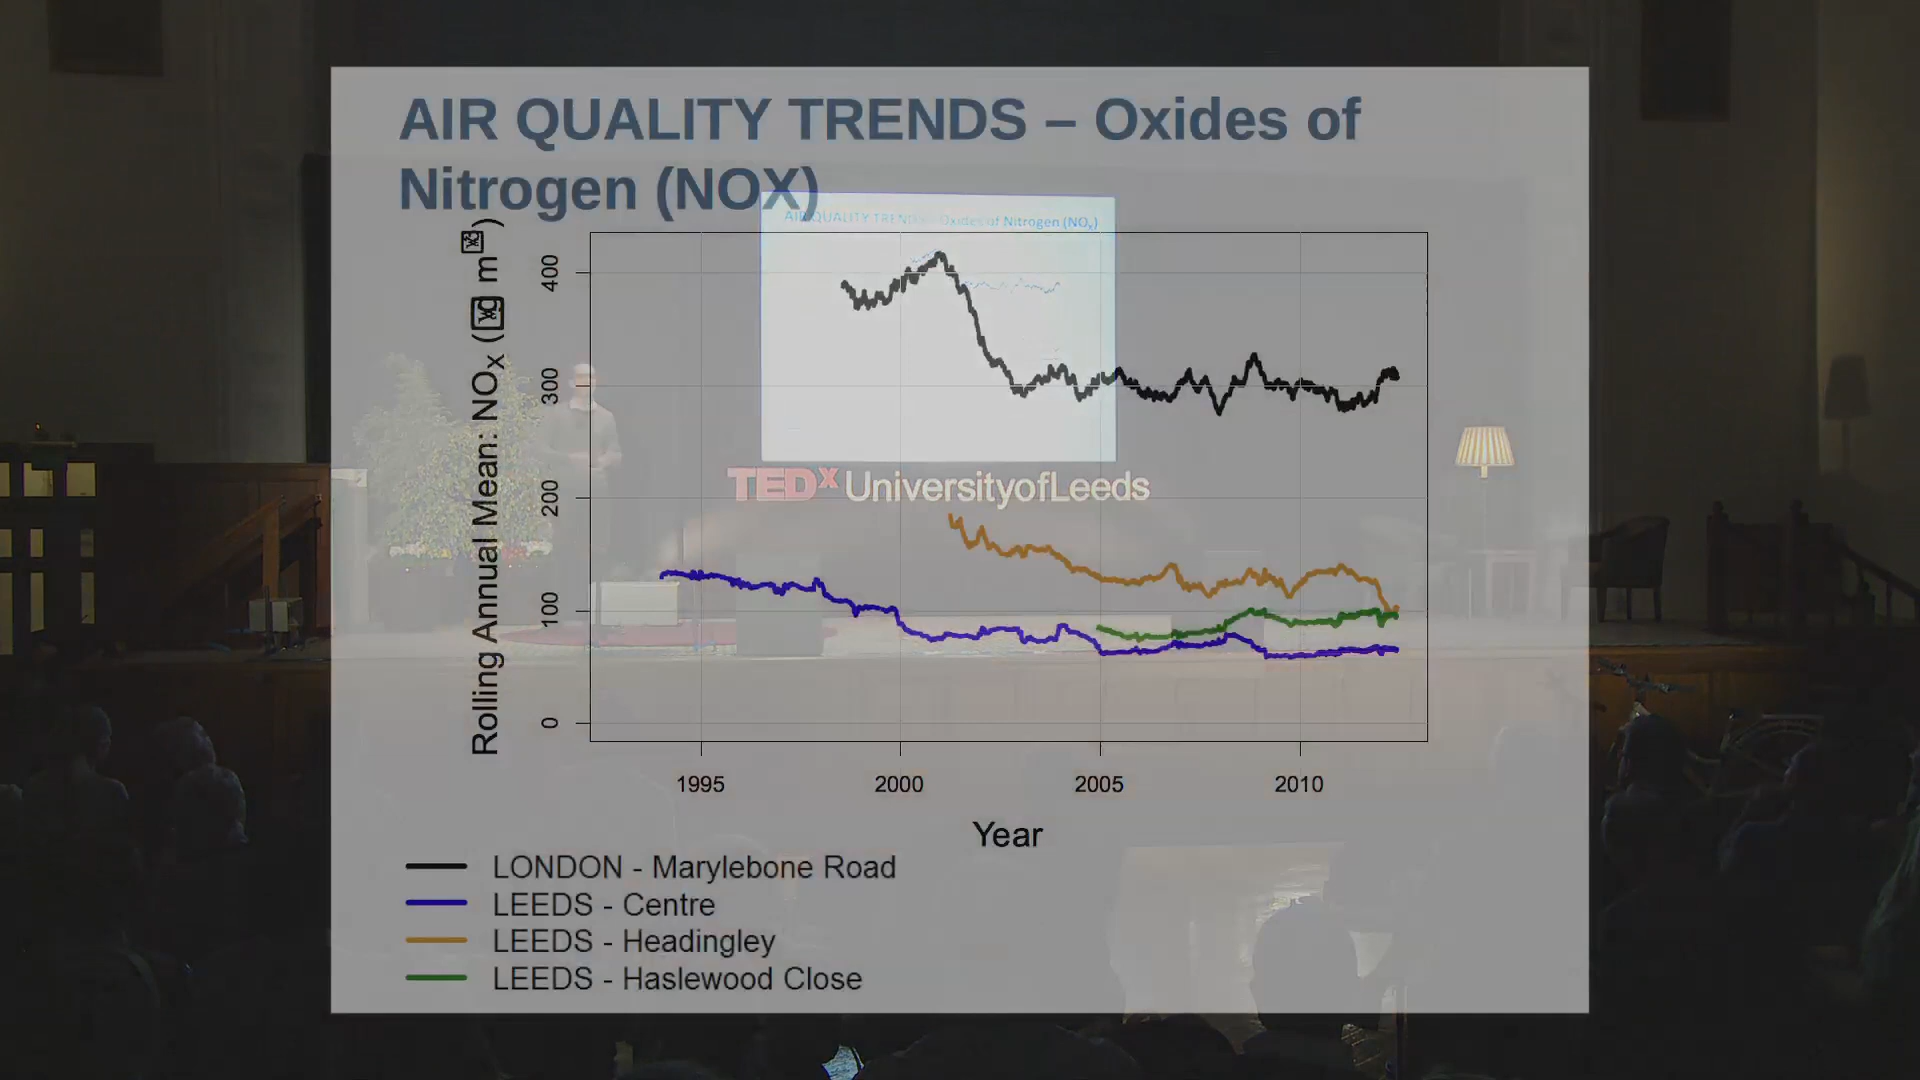 AIR QUALITY TRENDS – Oxides of
Nitrogen (NOX)
AIR QUALITY TRENDS – Oxides of Nitrogen (NOₓ)
Rolling Annual Mean: NOX ( g m )
400
300
200
100
0
TEDx UniversityofLeeds
1995
2000
2005
2010
Year
LONDON - Marylebone Road
LEEDS - Centre
LEEDS - Headingley
LEEDS - Haslewood Close